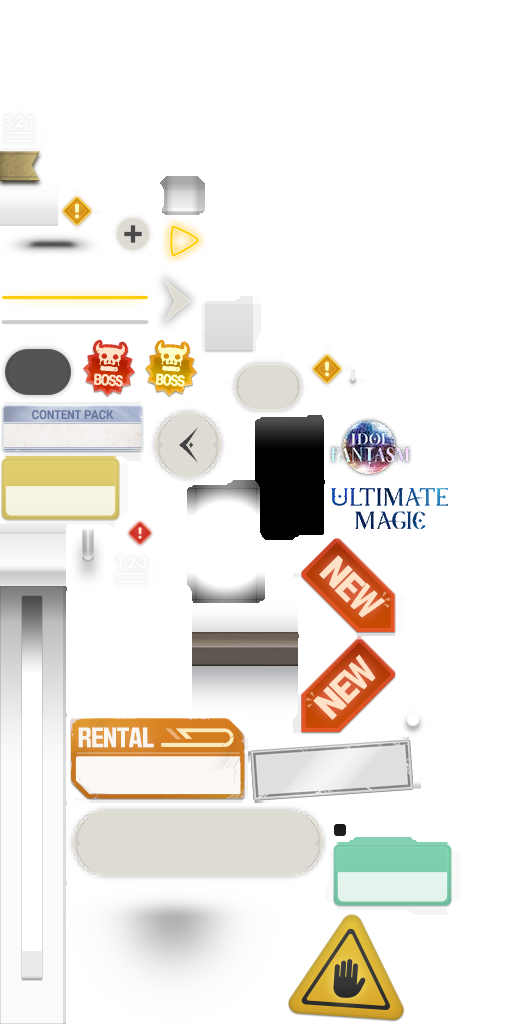 321
BOSS
BOSS
CONTENT PACK
IDOL
FANTASM
ULTIMATE
MAGIC
123
NEW
NEW
RENTAL